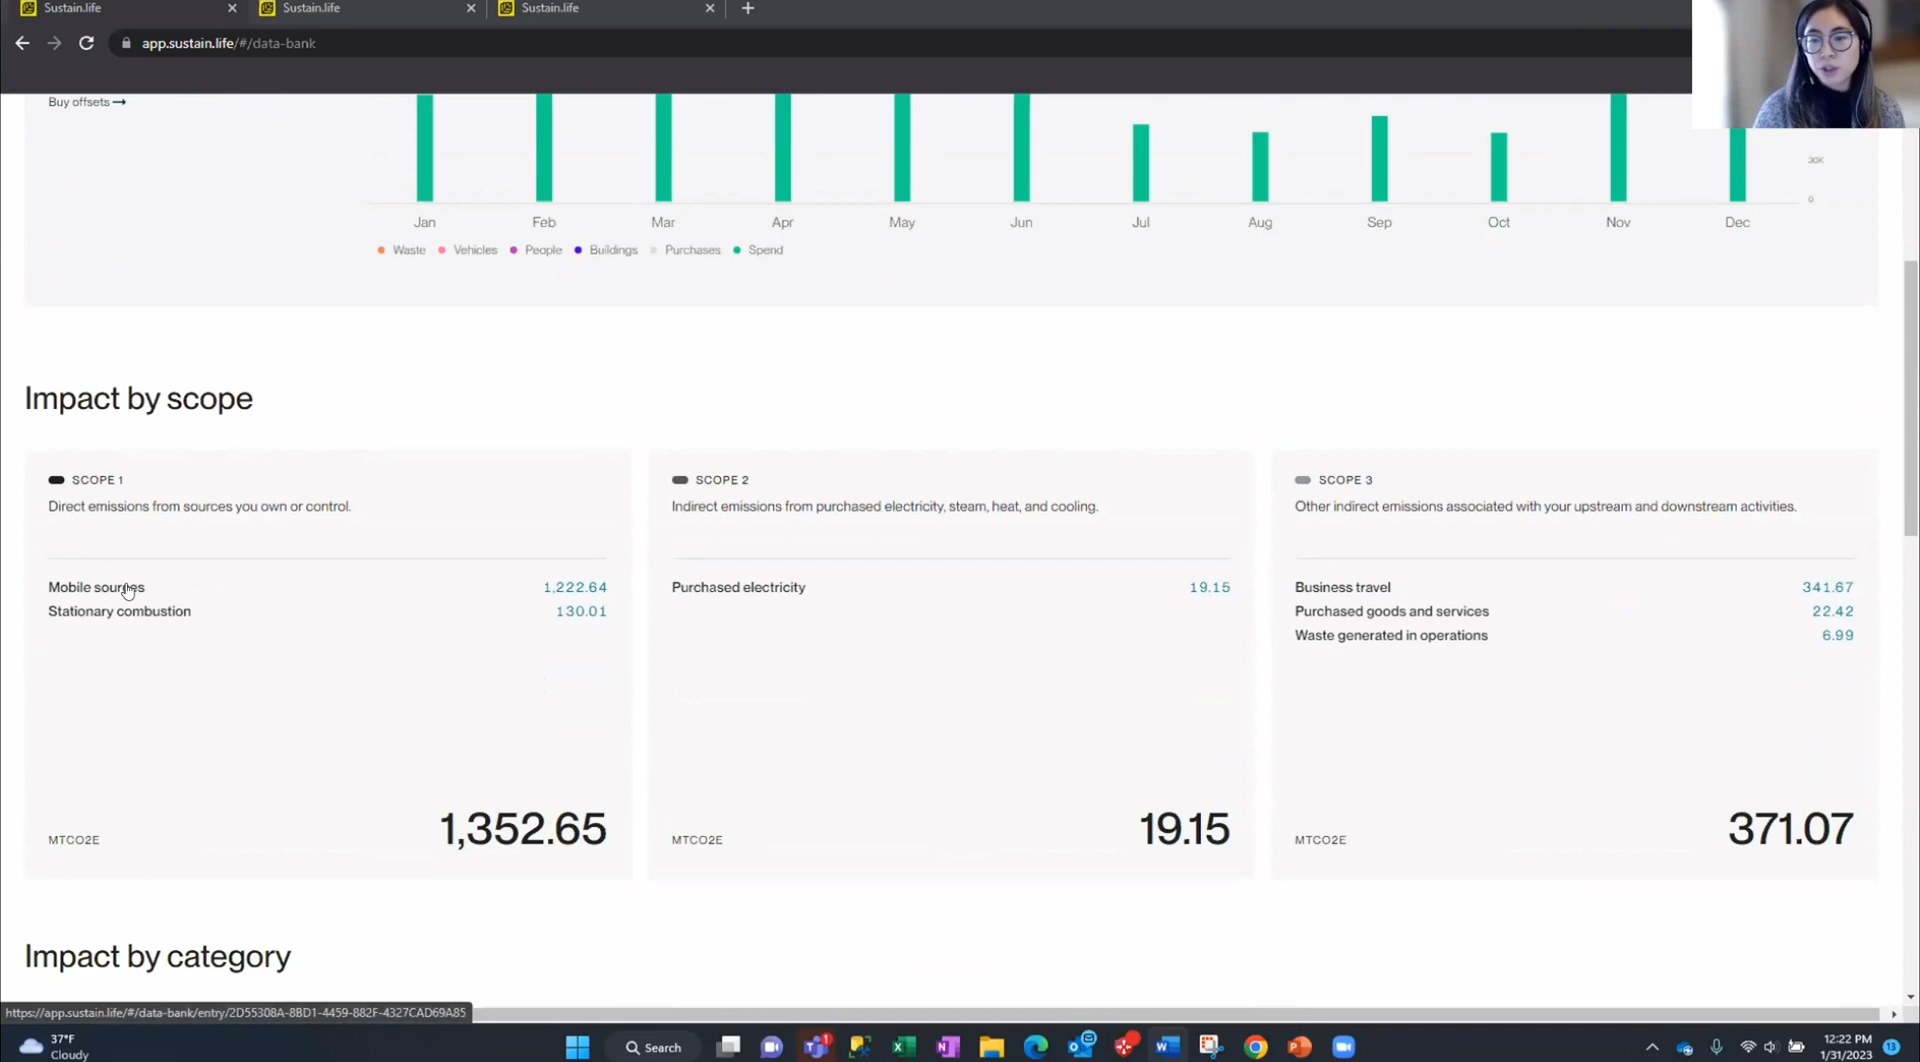 Sustain.life
Sustain.life
Sustain.life
app.sustain.life/#/data-bank
Buy offsets →
30K
0
Jan Feb Mar Apr May Jun Jul Aug Sep Oct Nov Dec
Waste Vehicles People Buildings Purchases Spend
Impact by scope
SCOPE 1
Direct emissions from sources you own or control.
Mobile sources 1,222.64
Stationary combustion 130.01
MTCO2E 1,352.65
SCOPE 2
Indirect emissions from purchased electricity, steam, heat, and cooling.
Purchased electricity 19.15
MTCO2E 19.15
SCOPE 3
Other indirect emissions associated with your upstream and downstream activities.
Business travel 341.67
Purchased goods and services 22.42
Waste generated in operations 6.99
MTCO2E 371.07
Impact by category
https://app.sustain.life/#/data-bank/entry/2D55308A-8BD1-4459-882F-4327CAD69A85
37°F
Cloudy
Search
1
12:22 PM
1/31/2023
13